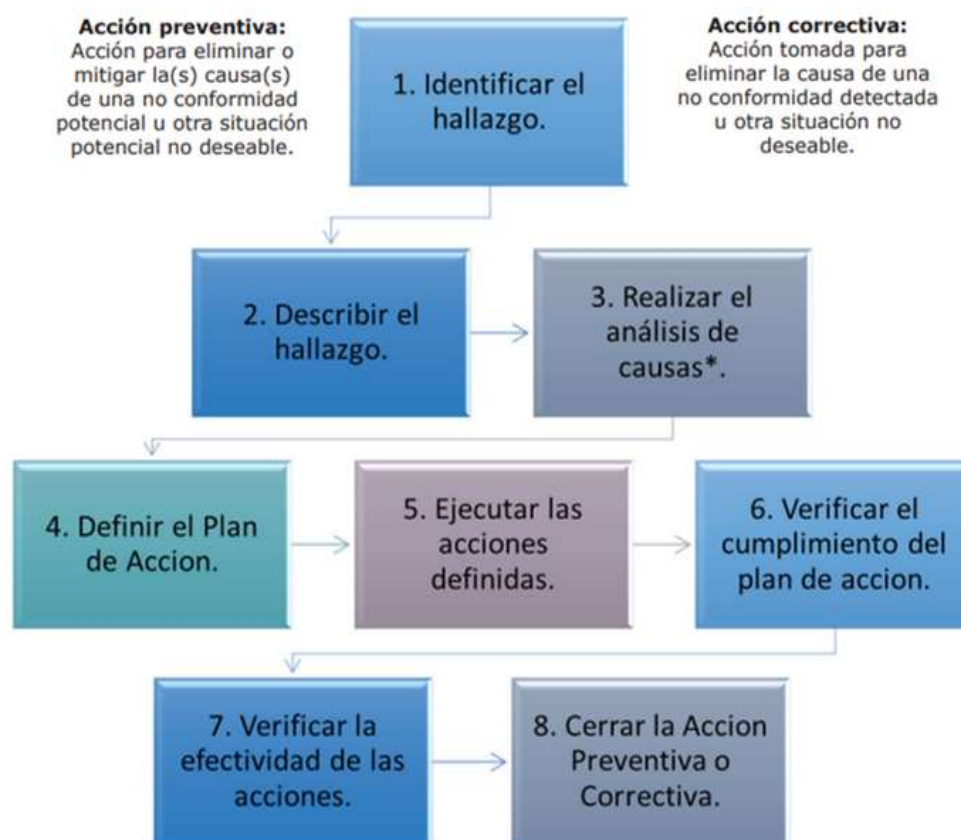 Acción preventiva:
Acción para eliminar o
mitigar la(s) causa(s)
de una no conformidad
potencial u otra situación
potencial no deseable.
Acción correctiva:
Acción tomada para
eliminar la causa de una
no conformidad detectada
u otra situación no
deseable.
1. Identificar el
hallazgo.
2. Describir el
hallazgo.
3. Realizar el
análisis de
causas*.
4. Definir el Plan
de Accion.
5. Ejecutar las
acciones
definidas.
6. Verificar el
cumplimiento del
plan de accion.
7. Verificar la
efectividad de las
acciones.
8. Cerrar la Accion
Preventiva o
Correctiva.